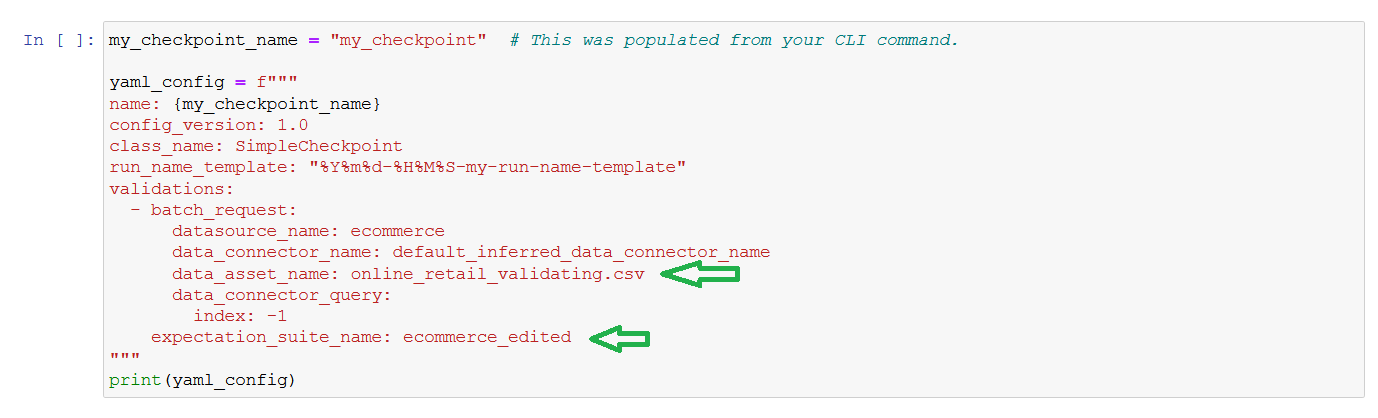 In [ ]: my_checkpoint_name = "my_checkpoint"  # This was populated from your CLI command.

yaml_config = f"""
name: {my_checkpoint_name}
config_version: 1.0
class_name: SimpleCheckpoint
run_name_template: "%Y%m%d-%H%M%S-my-run-name-template"
validations:
  - batch_request:
      datasource_name: ecommerce
      data_connector_name: default_inferred_data_connector_name
      data_asset_name: online_retail_validating.csv
      data_connector_query:
        index: -1
    expectation_suite_name: ecommerce_edited
"""
print(yaml_config)